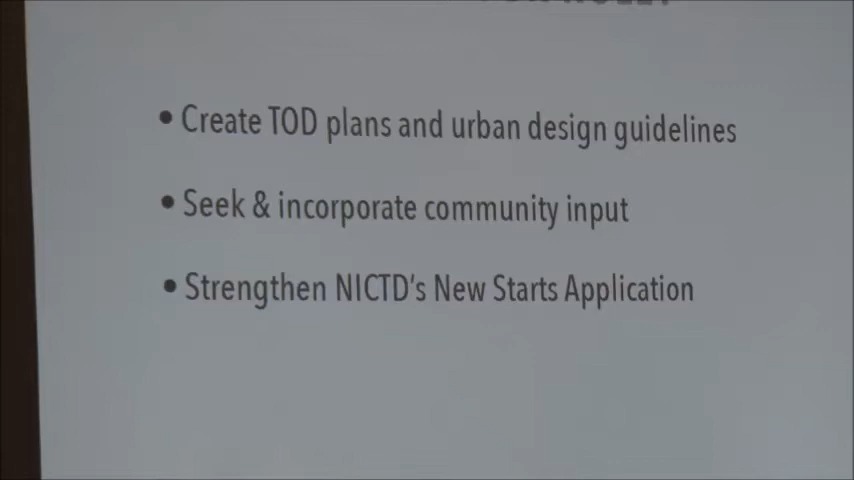 • Create TOD plans and urban design guidelines
• Seek & incorporate community input
• Strengthen NICTD's New Starts Application